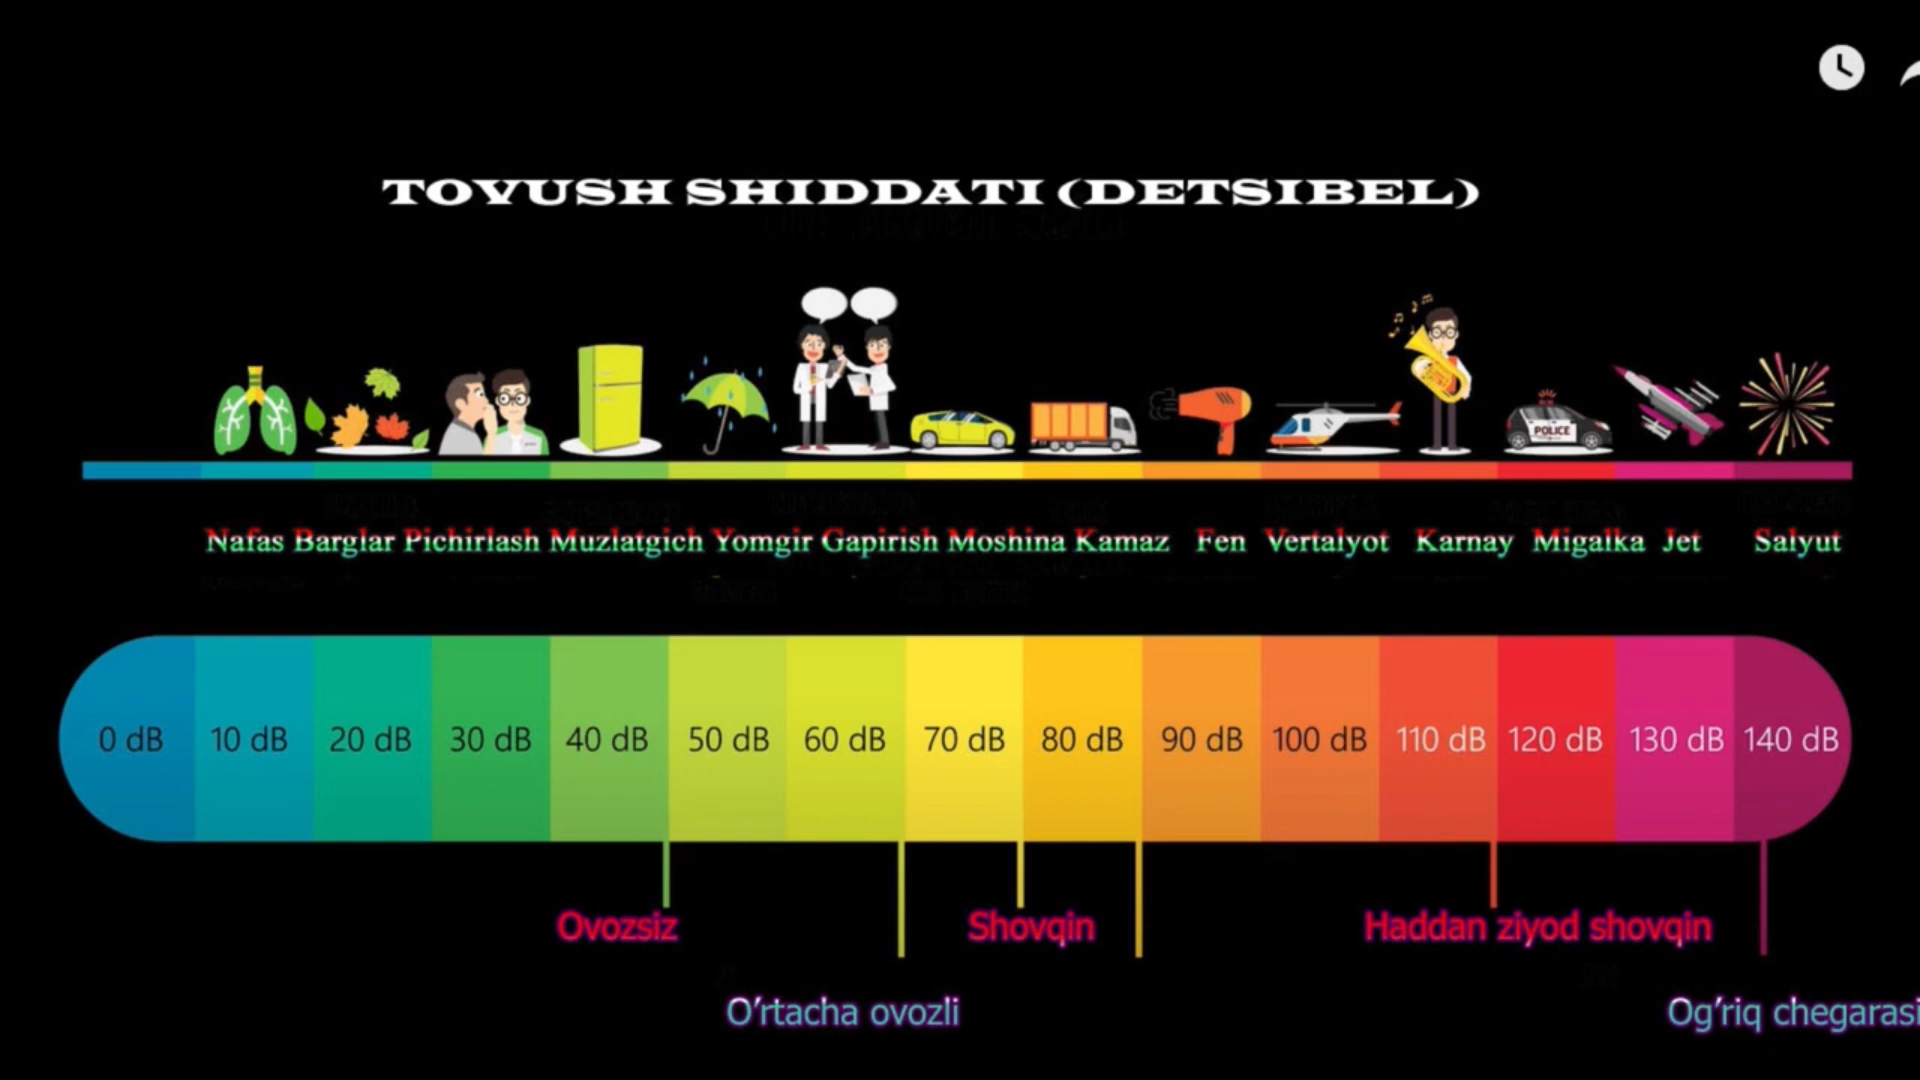 TOVUSH SHIDDATI (DETSIBEL)
POLICE
Nafas Barglar Pichirlash Muzlatgich Yomgir Gapirish Moshina Kamaz Fen Vertalyot Karnay Migalka Jet Salyut
0 dB 10 dB 20 dB 30 dB 40 dB 50 dB 60 dB 70 dB 80 dB 90 dB 100 dB 110 dB 120 dB 130 dB 140 dB
Ovozsiz Shovqin Haddan ziyod shovqin
O'rtacha ovozli Og'riq chegarasi